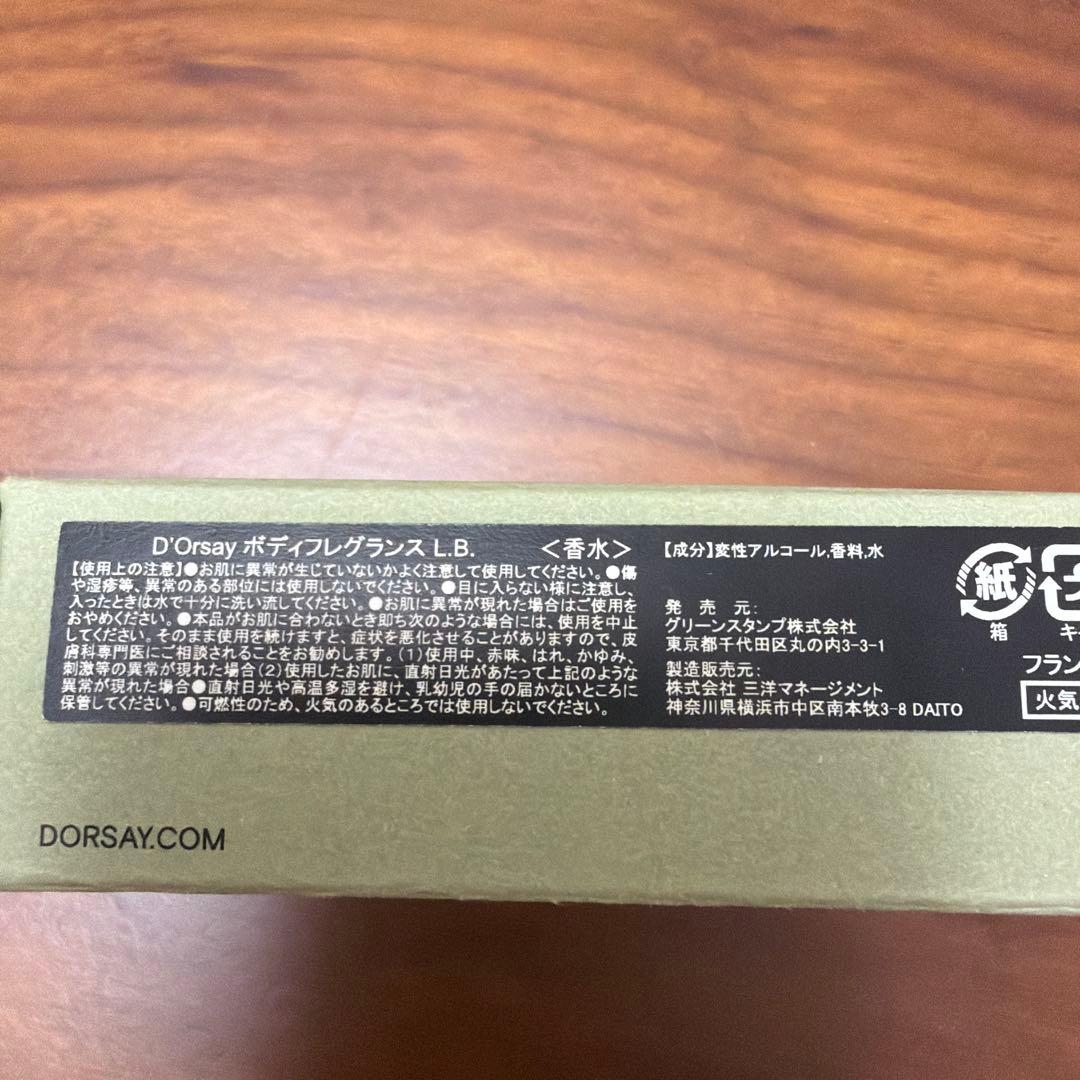 D'Orsay ボディフレグランス L.B. <香水>
【使用上の注意】●お肌に異常が生じていないかよく注意して使用してください。●傷
や湿疹等、異常のある部位には使用しないでください。●目に入らない様に注意し、
入ったときは水で十分に洗い流してください。●お肌に異常が現れた場合はご使用を
おやめください。●本品がお肌に合わないとき即ち次のような場合には、使用を中止
してください。そのまま使用を続けますと、症状を悪化させることがありますので、皮
膚科専門医にご相談されることをお勧めします。(1)使用中、赤味、はれ、かゆみ、
刺激等の異常が現れた場合(2)使用したお肌に、直射日光があたって上記のような
異常が現れた場合●直射日光や高温多湿を避け、乳幼児の手の届かないところに
保管してください。●可燃性のため、火気のあるところでは使用しないでください。
【成分】変性アルコール,香料,水
発 売 元:
グリーンスタンプ株式会社
東京都千代田区丸の内3-3-1
製造販売元:
株式会社 三洋マネージメント
神奈川県横浜市中区南本牧3-8 DAITO
紙
箱
キ
フラン
火気
DORSAY.COM